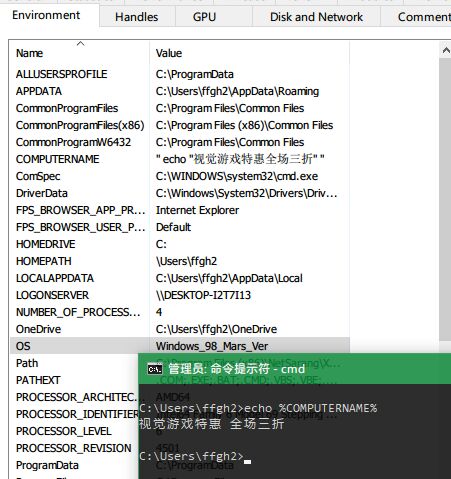 Environment Handles GPU Disk and Network Comment
Name Value
ALLUSERSPROFILE C:\ProgramData
APPDATA C:\Users\ffgh2\AppData\Roaming
CommonProgramFiles C:\Program Files\Common Files
CommonProgramFiles(x86) C:\Program Files (x86)\Common Files
CommonProgramW6432 C:\Program Files\Common Files
COMPUTERNAME " echo "视觉游戏特惠全场三折" "
ComSpec C:\WINDOWS\system32\cmd.exe
DriverData C:\Windows\System32\Drivers\Driv...
FPS_BROWSER_APP_PR... Internet Explorer
FPS_BROWSER_USER_P... Default
HOMEDRIVE C:
HOMEPATH \Users\ffgh2
LOCALAPPDATA C:\Users\ffgh2\AppData\Local
LOGONSERVER \\DESKTOP-I2T7I13
NUMBER_OF_PROCESS... 4
OneDrive C:\Users\ffgh2\OneDrive
OS Windows_98_Mars_Ver
Path C:\Program Files (x86)\NetSarang\X...
管理员: 命令提示符 - cmd
PATHEXT .COM;.EXE;.BAT;.CMD;.VBS;.VBE;...
PROCESSOR_ARCHITEC... AMD64
C:\Users\ffgh2>echo %COMPUTERNAME%
PROCESSOR_IDENTIFIER
视觉游戏特惠 全场三折
PROCESSOR_LEVEL 6
PROCESSOR_REVISION 4501
C:\Users\ffgh2>
ProgramData C:\ProgramData